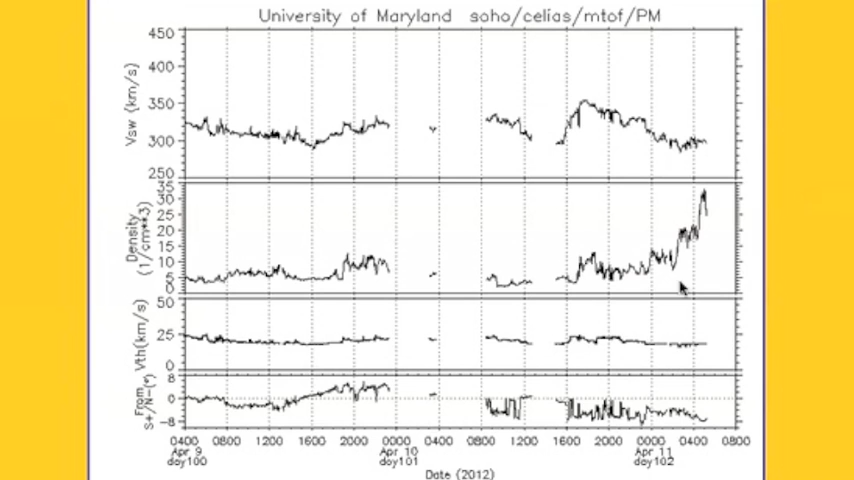 University of Maryland soho/celias/mtof/PM
450
400
350
300
250
Vsw (km/s)
35
30
25
20
15
10
5
0
Density
(1/cm**3)
50
25
0
Vth(km/s)
8
0
-8
From
S+/N-(°)
0400 0800 1200 1600 2000 0000 0400 0800 1200 1600 2000 0000 0400 0800
Apr 9 Apr 10 Apr 11
day100 day101 day102
Date (2012)